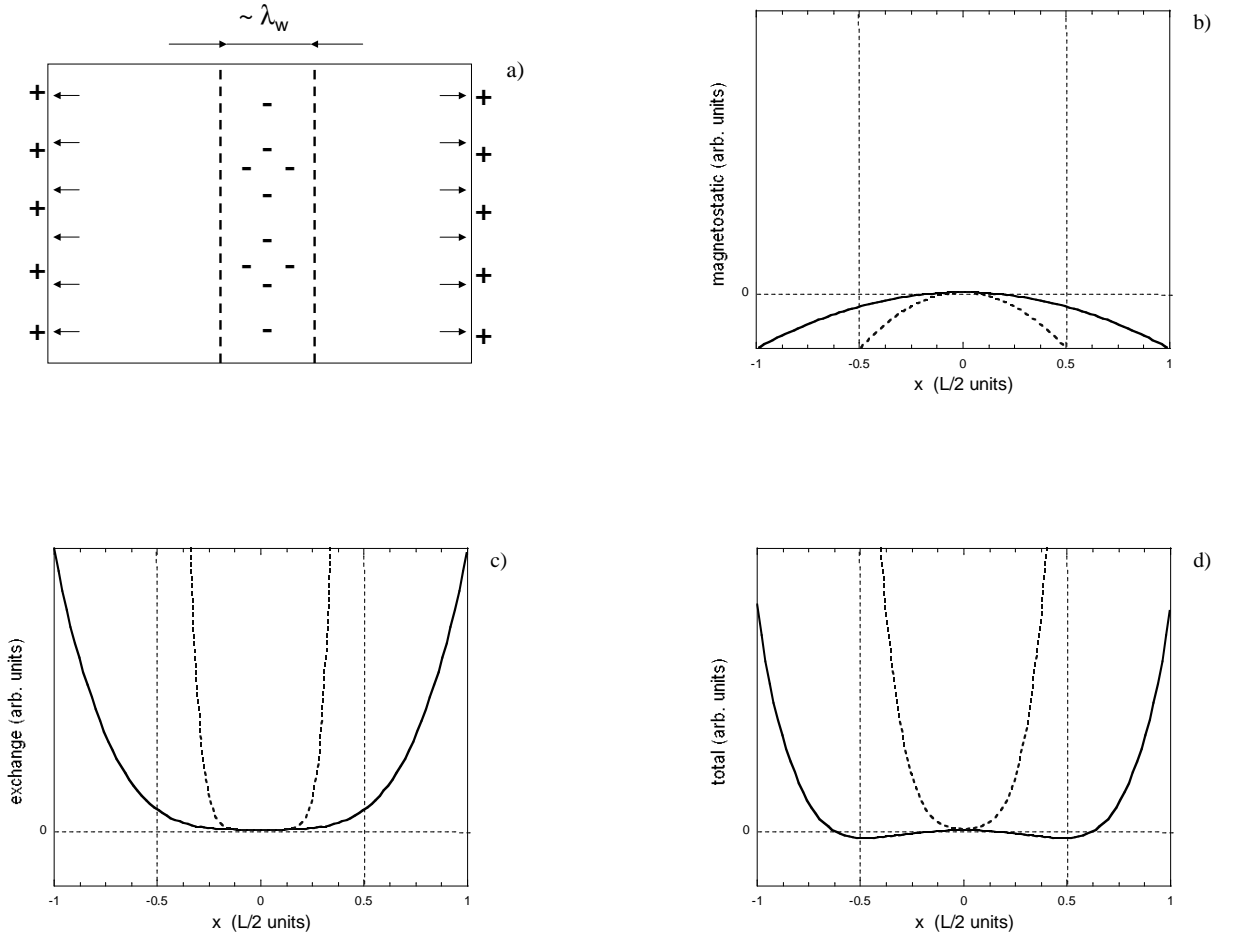 ~ λw
a)
+ + + + + + + + + +
- - - - - - - - - -
b)
magnetostatic (arb. units)
0
-1 -0.5 0 0.5 1
x (L/2 units)
c)
exchange (arb. units)
0
-1 -0.5 0 0.5 1
x (L/2 units)
d)
total (arb. units)
0
-1 -0.5 0 0.5 1
x (L/2 units)